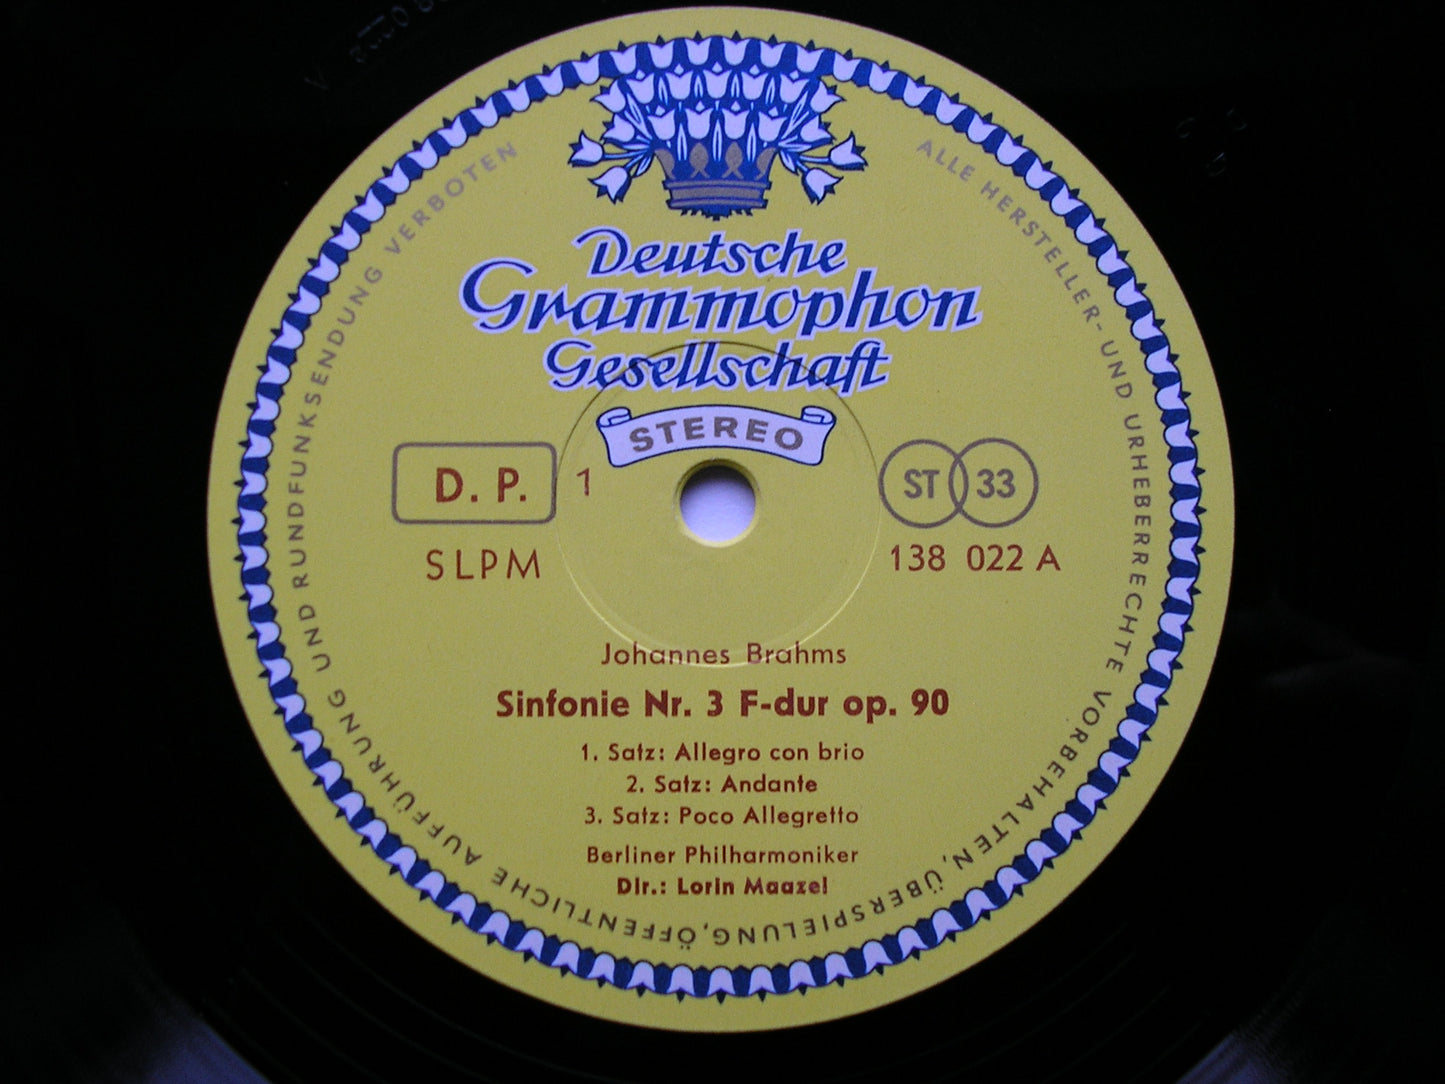 Deutsche
Grammophon
Gesellschaft
STEREO
D. P. 1 ST 33
SLPM 138 022 A
Johannes Brahms
Sinfonie Nr. 3 F-dur op. 90
1. Satz: Allegro con brio
2. Satz: Andante
3. Satz: Poco Allegretto
Berliner Philharmoniker
Dir.: Lorin Maazel
ALLE HERSTELLER- UND URHEBERRECHTE VORBEHALTEN, ÜBERSPIELUNG, ÖFFENTLICHE AUFFÜHRUNG UND RUNDFUNKSENDUNG VERBOTEN